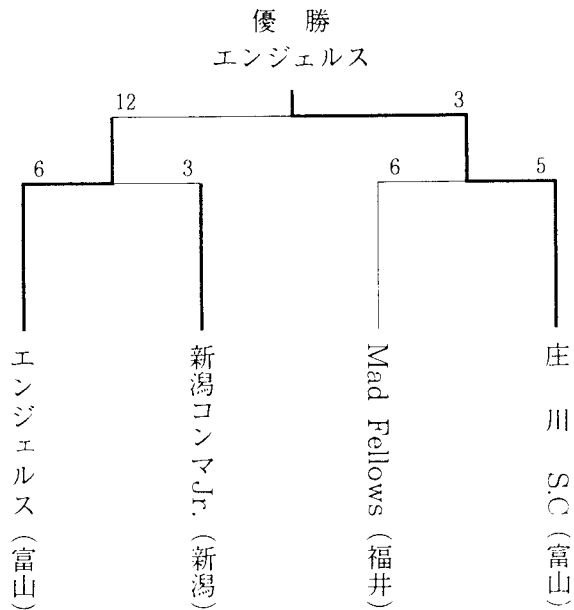 優 勝
エンジェルス
12 3
6 3 6 5
エンジェルス(富山)
新潟コンマJr.(新潟)
Mad Fellows(福井)
庄 川 S.C(富山)